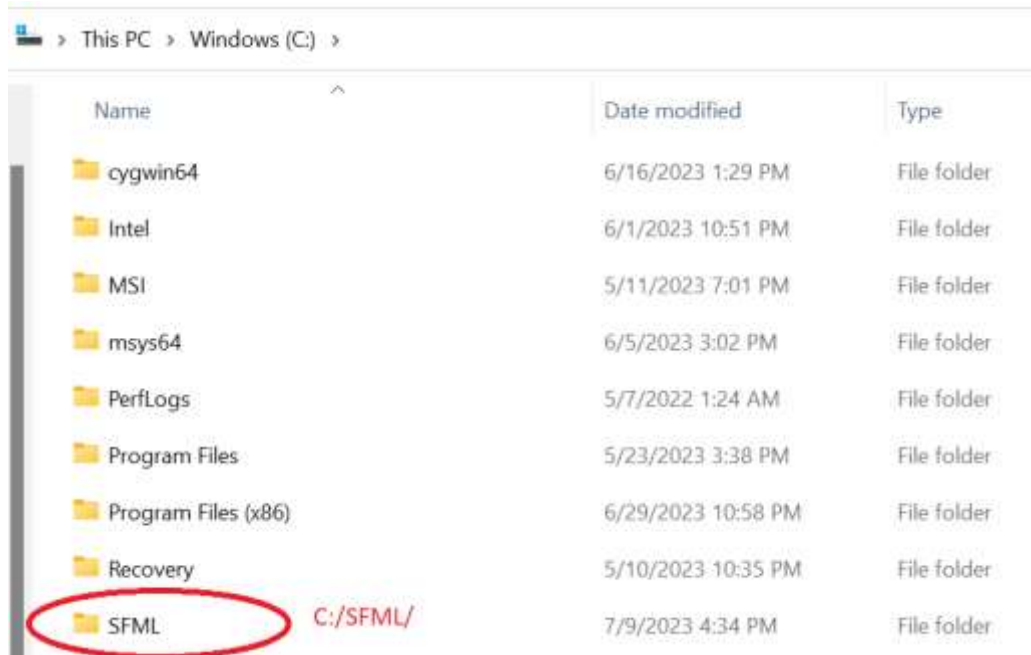 This PC > Windows (C:) >
Name Date modified Type
cygwin64 6/16/2023 1:29 PM File folder
Intel 6/1/2023 10:51 PM File folder
MSI 5/11/2023 7:01 PM File folder
msys64 6/5/2023 3:02 PM File folder
PerfLogs 5/7/2022 1:24 AM File folder
Program Files 5/23/2023 3:38 PM File folder
Program Files (x86) 6/29/2023 10:58 PM File folder
Recovery 5/10/2023 10:35 PM File folder
SFML C:/SFML/ 7/9/2023 4:34 PM File folder